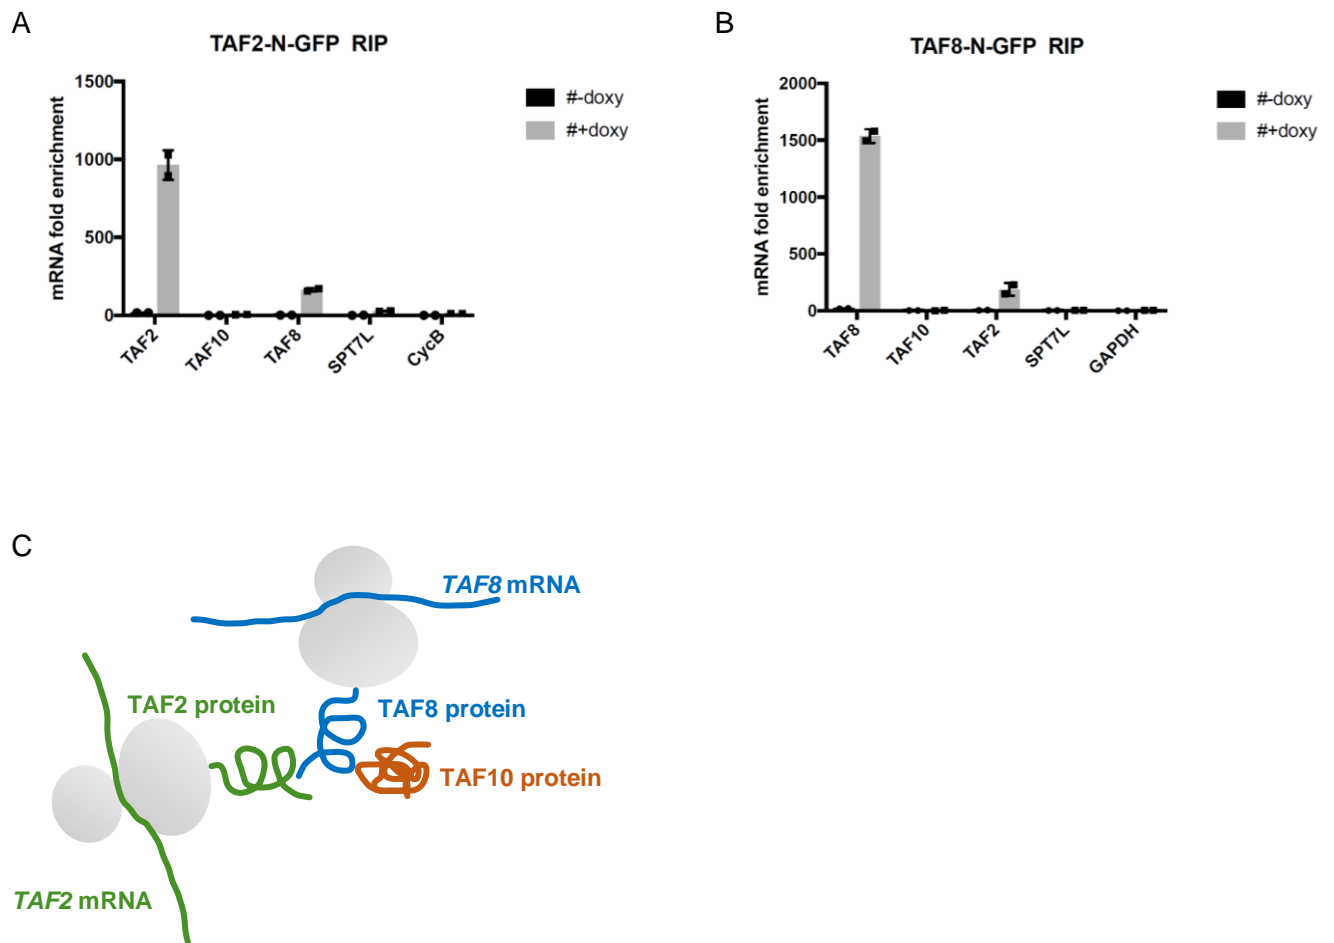 A
TAF2-N-GFP RIP
mRNA fold enrichment
1500
1000
500
0
TAF2
TAF10
TAF8
SPT7L
CycB
#-doxy
#+doxy
B
TAF8-N-GFP RIP
mRNA fold enrichment
2000
1500
1000
500
0
TAF8
TAF10
TAF2
SPT7L
GAPDH
#-doxy
#+doxy
C
TAF8 mRNA
TAF2 protein
TAF8 protein
TAF10 protein
TAF2 mRNA